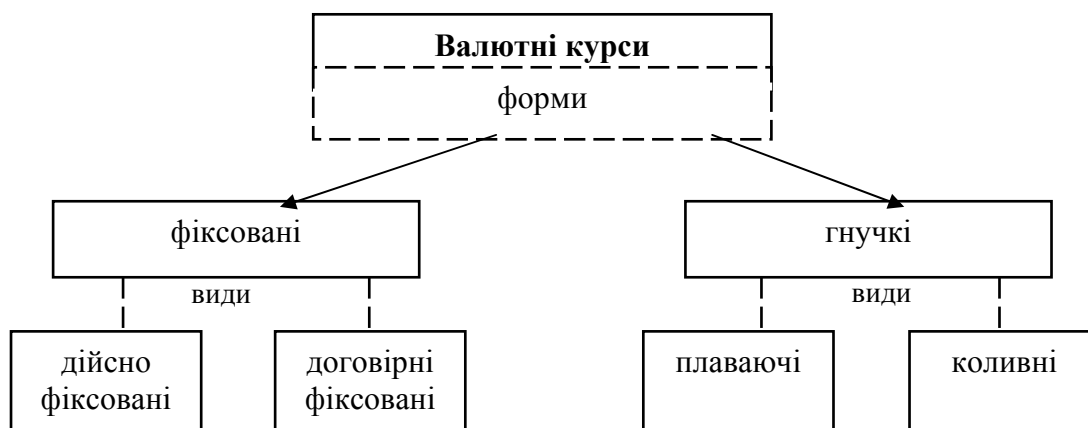 Валютні курси
форми
фіксовані
гнучкі
види
види
дійсно
фіксовані
договірні
фіксовані
плаваючі
коливні